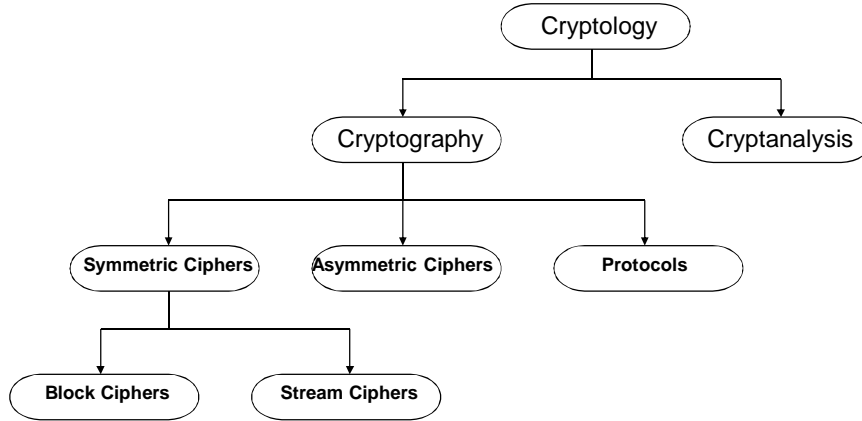 Cryptology
Cryptography
Cryptanalysis
Symmetric Ciphers
Asymmetric Ciphers
Protocols
Block Ciphers
Stream Ciphers